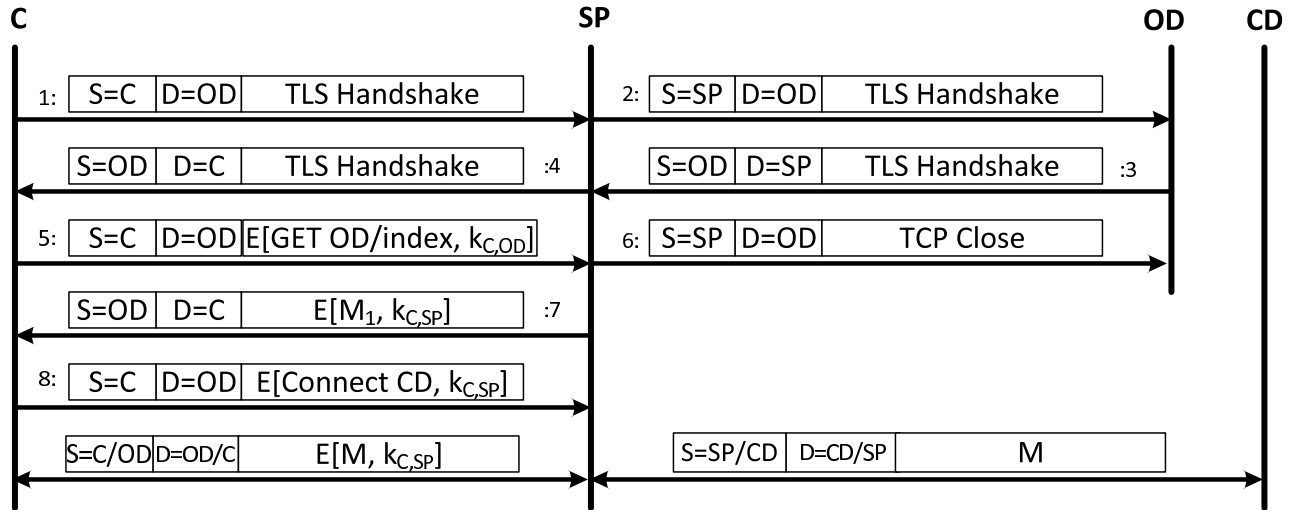 C SP OD CD
1: S=C D=OD TLS Handshake 2: S=SP D=OD TLS Handshake
S=OD D=C TLS Handshake :4 S=OD D=SP TLS Handshake :3
5: S=C D=OD E[GET OD/index, kC,OD] 6: S=SP D=OD TCP Close
S=OD D=C E[M1, kC,SP] :7
8: S=C D=OD E[Connect CD, kC,SP]
S=C/OD D=OD/C E[M, kC,SP] S=SP/CD D=CD/SP M